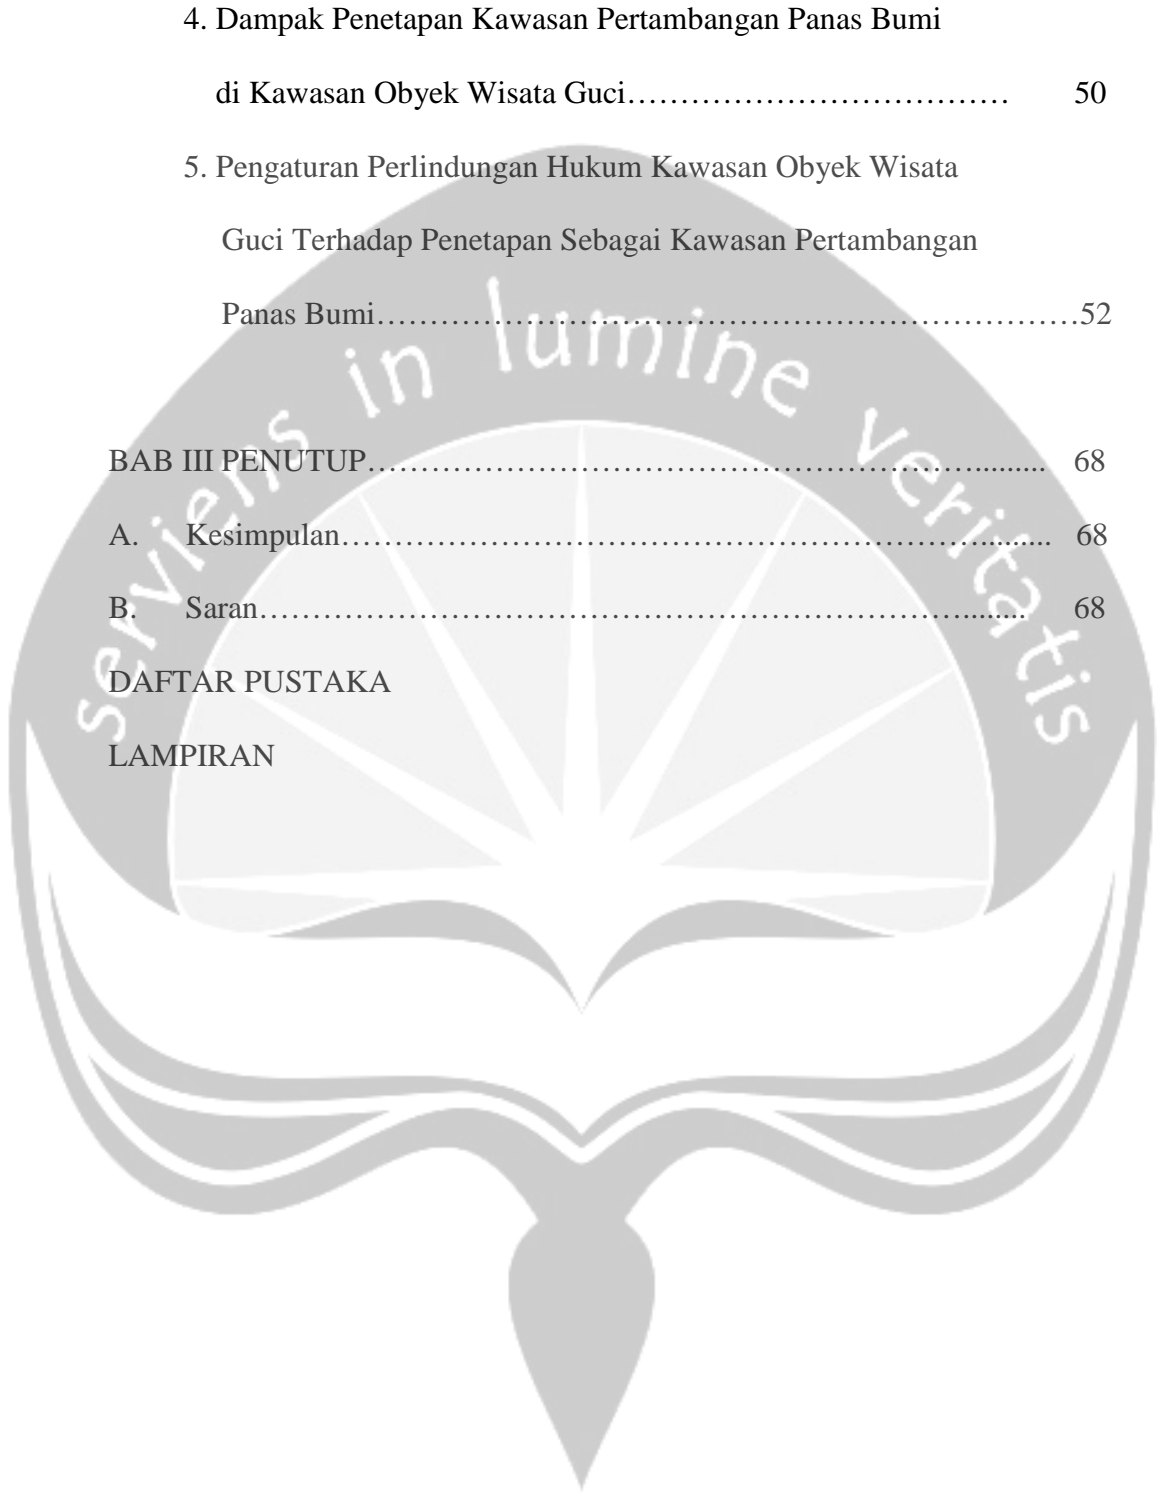 4. Dampak Penetapan Kawasan Pertambangan Panas Bumi
di Kawasan Obyek Wisata Guci……………………………… 50
5. Pengaturan Perlindungan Hukum Kawasan Obyek Wisata
Guci Terhadap Penetapan Sebagai Kawasan Pertambangan
Panas Bumi…………………………………………………………52
BAB III PENUTUP…………………………………………………......... 68
A. Kesimpulan……………………………………………………....... 68
B. Saran…………………………………………………………........ 68
DAFTAR PUSTAKA
LAMPIRAN
serviens in lumine veritatis